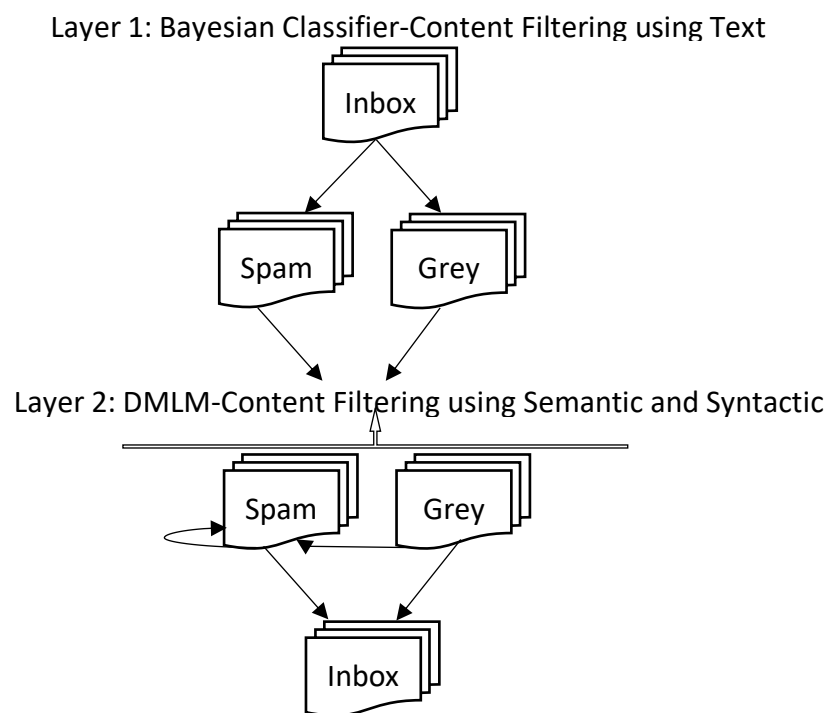 Layer 1: Bayesian Classifier-Content Filtering using Text
Inbox
Spam
Grey
Layer 2: DMLM-Content Filtering using Semantic and Syntactic
Spam
Grey
Inbox